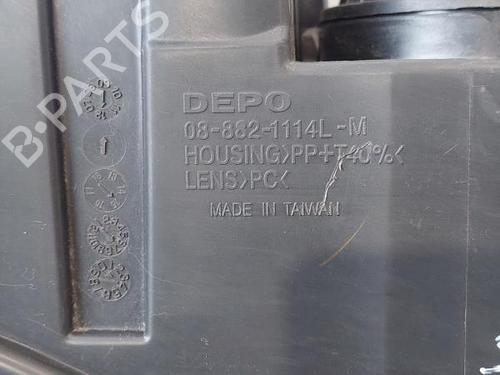 DEPO
08-882-1114L-M
HOUSING>PP+T40%<
LENS>PC<
MADE IN TAIWAN
B-PARTS